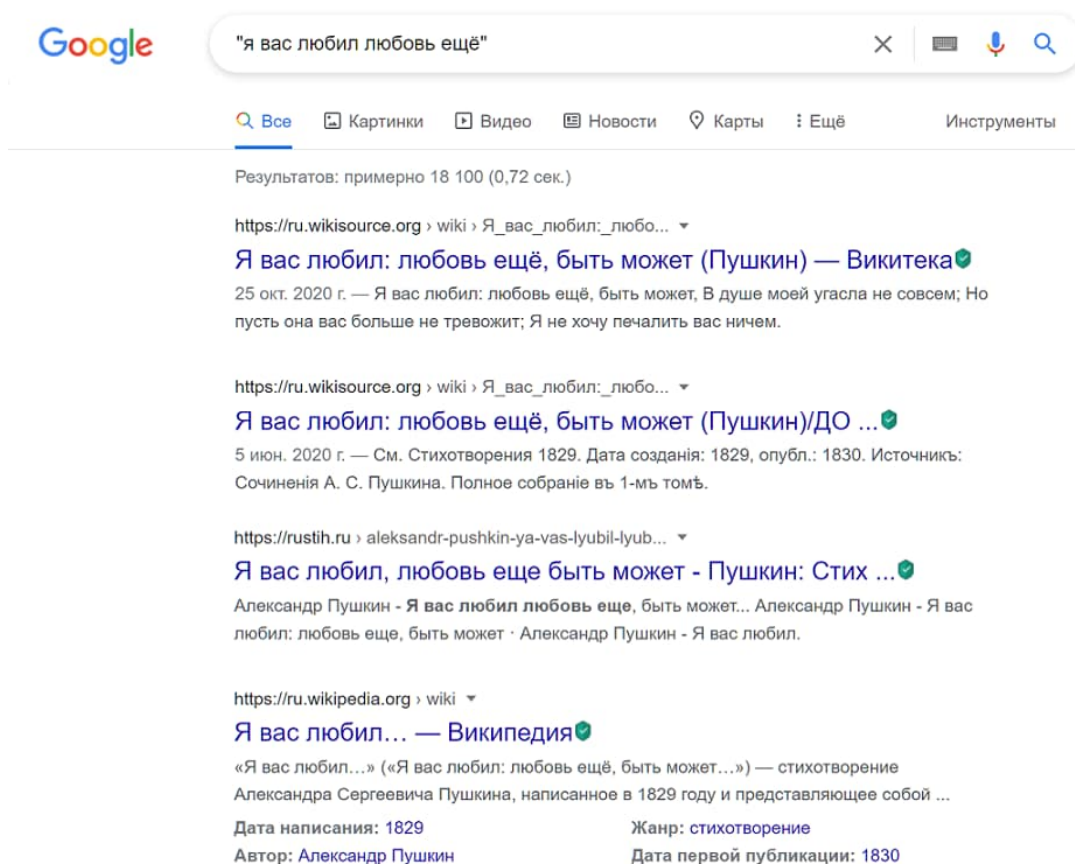 Google
"я вас любил любовь ещё"
Все Картинки Видео Новости Карты Ещё Инструменты
Результатов: примерно 18 100 (0,72 сек.)
https://ru.wikisource.org › wiki › Я_вас_любил:_любо...
Я вас любил: любовь ещё, быть может (Пушкин) — Викитека
25 окт. 2020 г. — Я вас любил: любовь ещё, быть может, В душе моей угасла не совсем; Но
пусть она вас больше не тревожит; Я не хочу печалить вас ничем.
https://ru.wikisource.org › wiki › Я_вас_любил:_любо...
Я вас любил: любовь ещё, быть может (Пушкин)/ДО ...
5 июн. 2020 г. — См. Стихотворения 1829. Дата созданія: 1829, опубл.: 1830. Источникъ:
Сочиненія А. С. Пушкина. Полное собраніе въ 1-мъ томѣ.
https://rustih.ru › aleksandr-pushkin-ya-vas-lyubil-lyub...
Я вас любил, любовь еще быть может - Пушкин: Стих ...
Александр Пушкин - Я вас любил любовь еще, быть может... Александр Пушкин - Я вас
любил: любовь еще, быть может · Александр Пушкин - Я вас любил.
https://ru.wikipedia.org › wiki
Я вас любил… — Википедия
«Я вас любил…» («Я вас любил: любовь ещё, быть может…») — стихотворение
Александра Сергеевича Пушкина, написанное в 1829 году и представляющее собой ...
Дата написания: 1829 Жанр: стихотворение
Автор: Александр Пушкин Дата первой публикации: 1830